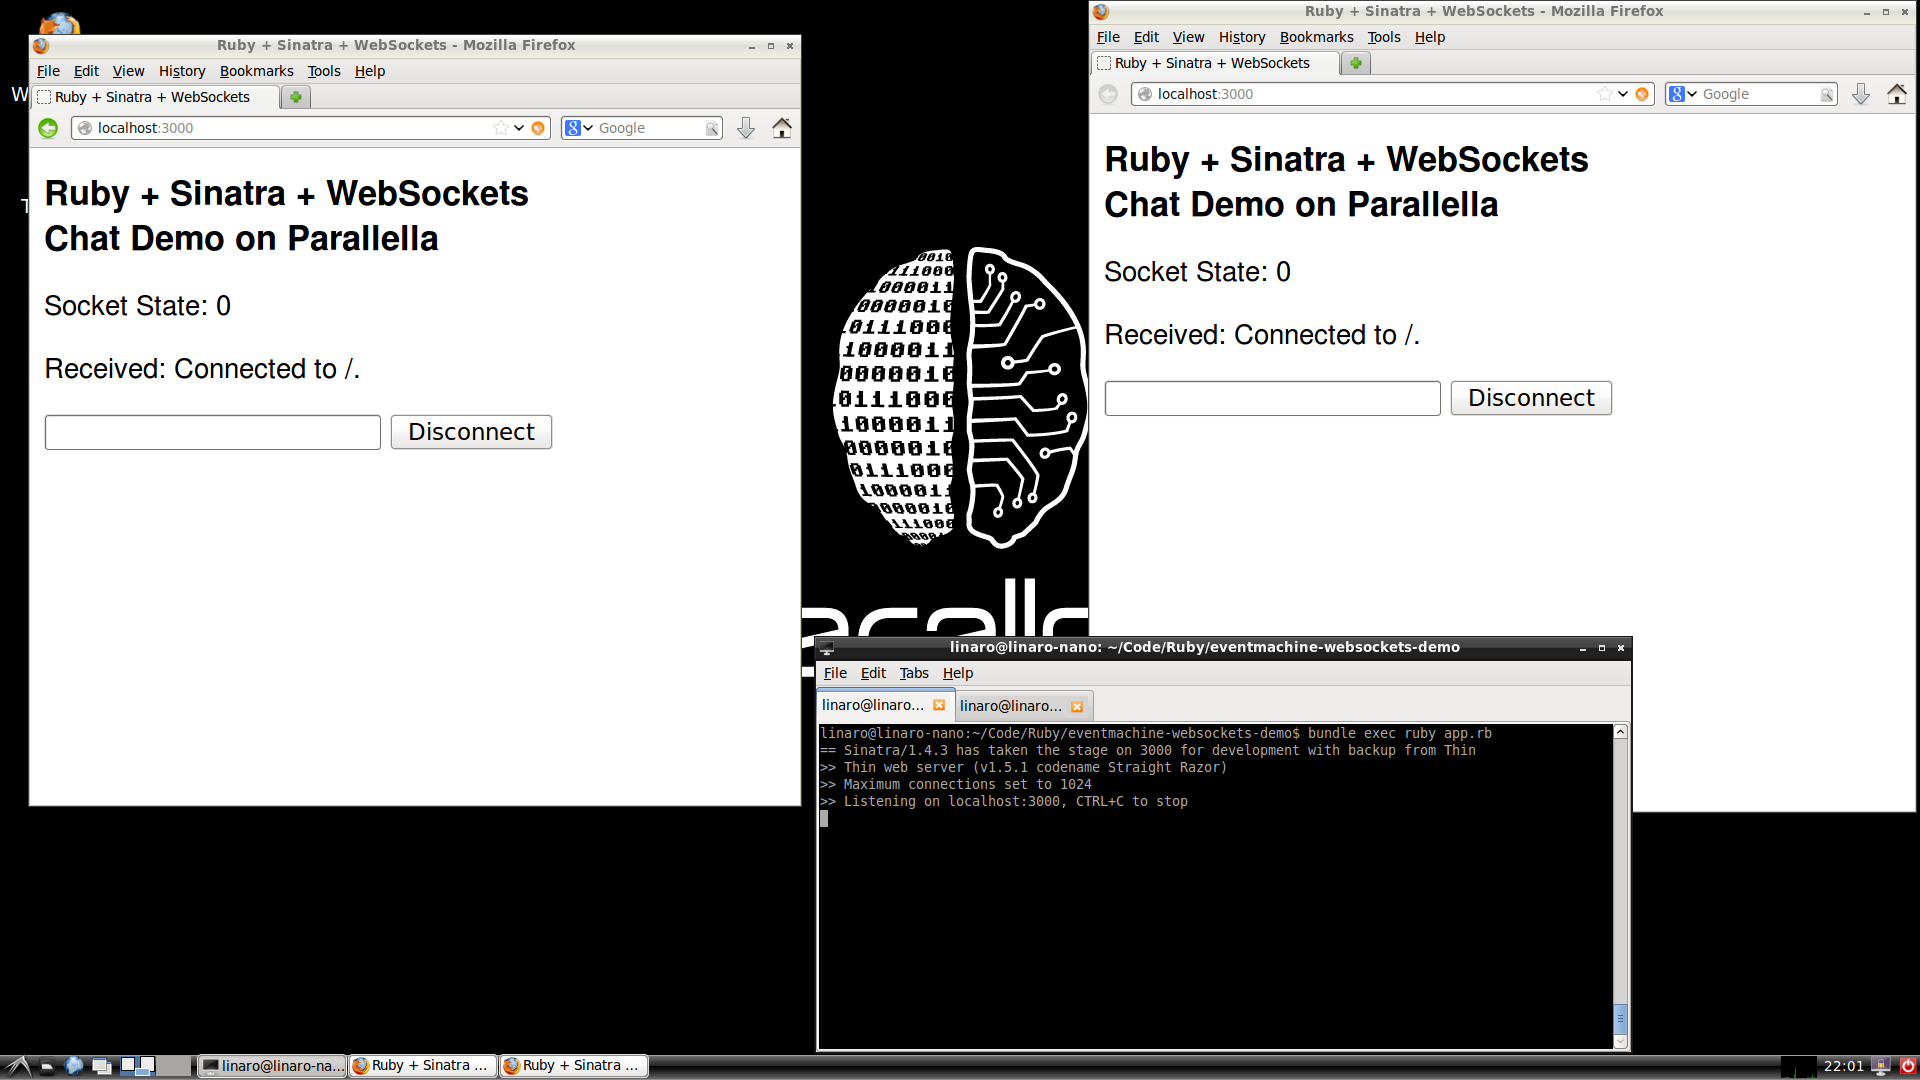 W
T
Ruby + Sinatra + WebSockets - Mozilla Firefox
File Edit View History Bookmarks Tools Help
Ruby + Sinatra + WebSockets
localhost:3000
Google
Ruby + Sinatra + WebSockets
Chat Demo on Parallella
Socket State: 0
Received: Connected to /.
Disconnect
Ruby + Sinatra + WebSockets - Mozilla Firefox
File Edit View History Bookmarks Tools Help
Ruby + Sinatra + WebSockets
localhost:3000
Google
Ruby + Sinatra + WebSockets
Chat Demo on Parallella
Socket State: 0
Received: Connected to /.
Disconnect
linaro@linaro-nano: ~/Code/Ruby/eventmachine-websockets-demo
File Edit Tabs Help
linaro@linaro... linaro@linaro...
linaro@linaro-nano:~/Code/Ruby/eventmachine-websockets-demo$ bundle exec ruby app.rb
== Sinatra/1.4.3 has taken the stage on 3000 for development with backup from Thin
>> Thin web server (v1.5.1 codename Straight Razor)
>> Maximum connections set to 1024
>> Listening on localhost:3000, CTRL+C to stop
linaro@linaro-na... Ruby + Sinatra ... Ruby + Sinatra ... 22:01